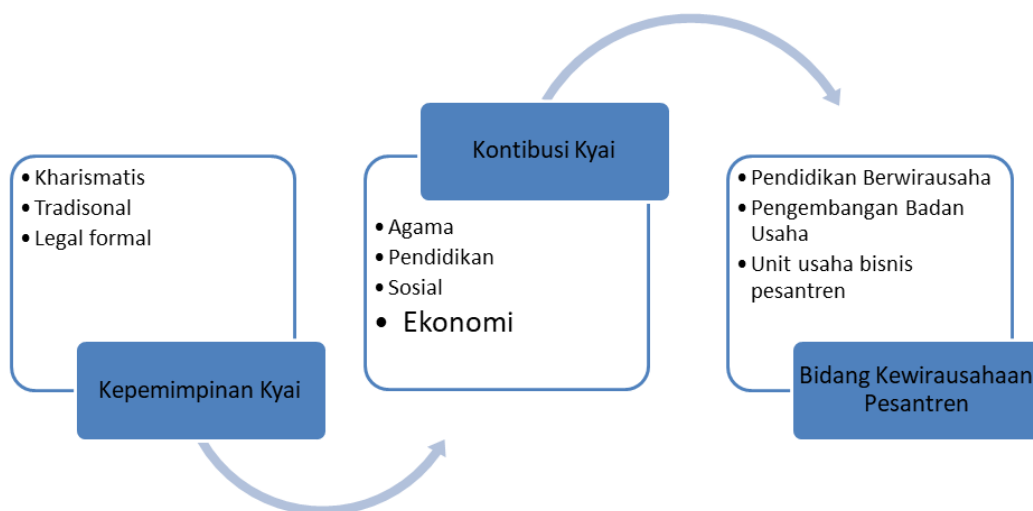 • Kharismatis
• Tradisonal
• Legal formal
Kepemimpinan Kyai
Kontibusi Kyai
• Agama
• Pendidikan
• Sosial
• Ekonomi
• Pendidikan Berwirausaha
• Pengembangan Badan
Usaha
• Unit usaha bisnis
pesantren
Bidang Kewirausahaan
Pesantren